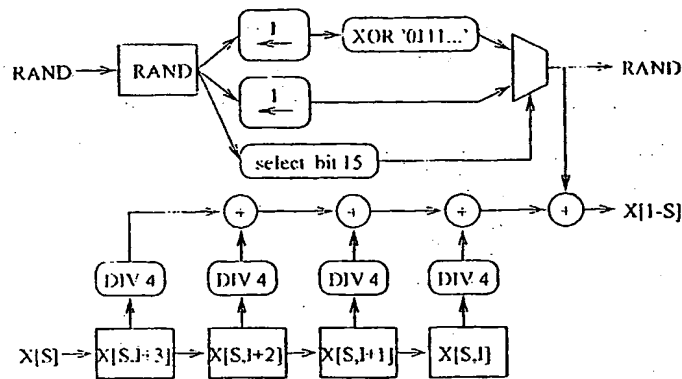 1
XOR '0111...'
RAND
RAND
RAND
1
select bit 15
+
+
+
+
X[1-S]
DIV 4
DIV 4
DIV 4
DIV 4
X[S]
X[S,I+3]
X[S,I+2]
X[S,I+1]
X[S,I]